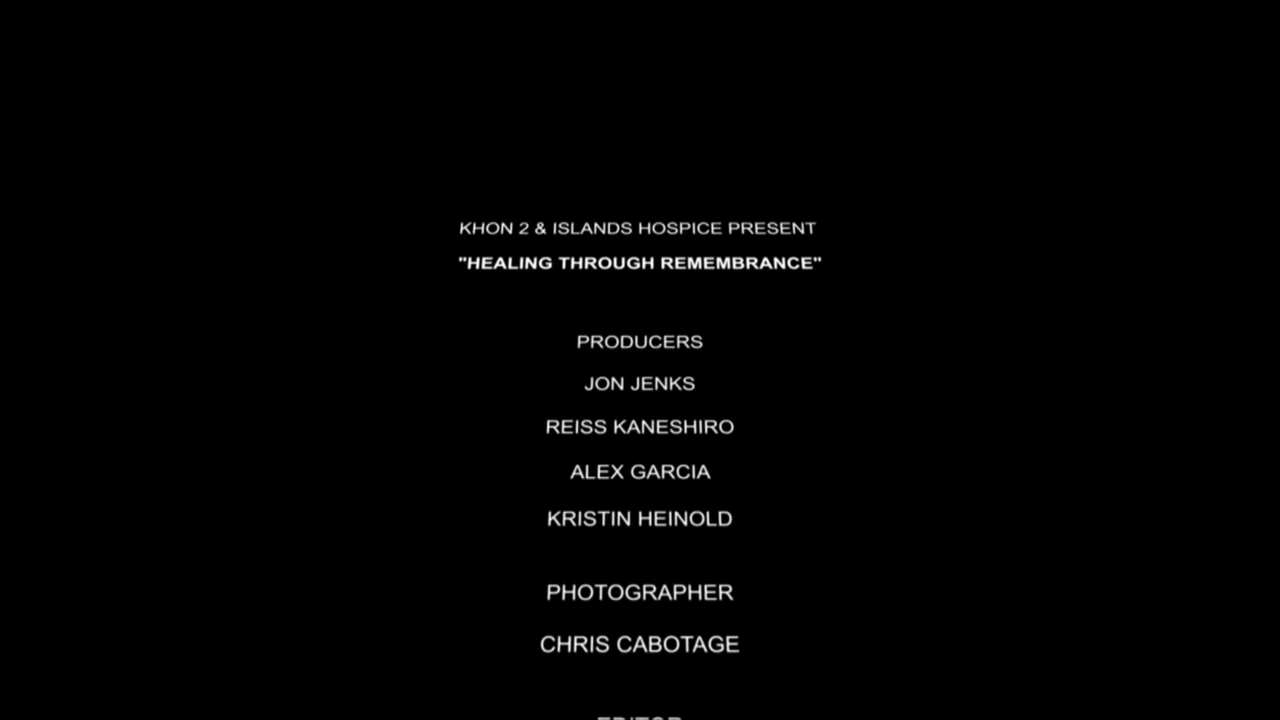 KHON 2 & ISLANDS HOSPICE PRESENT
"HEALING THROUGH REMEMBRANCE"
PRODUCERS
JON JENKS
REISS KANESHIRO
ALEX GARCIA
KRISTIN HEINOLD
PHOTOGRAPHER
CHRIS CABOTAGE
EDITOR